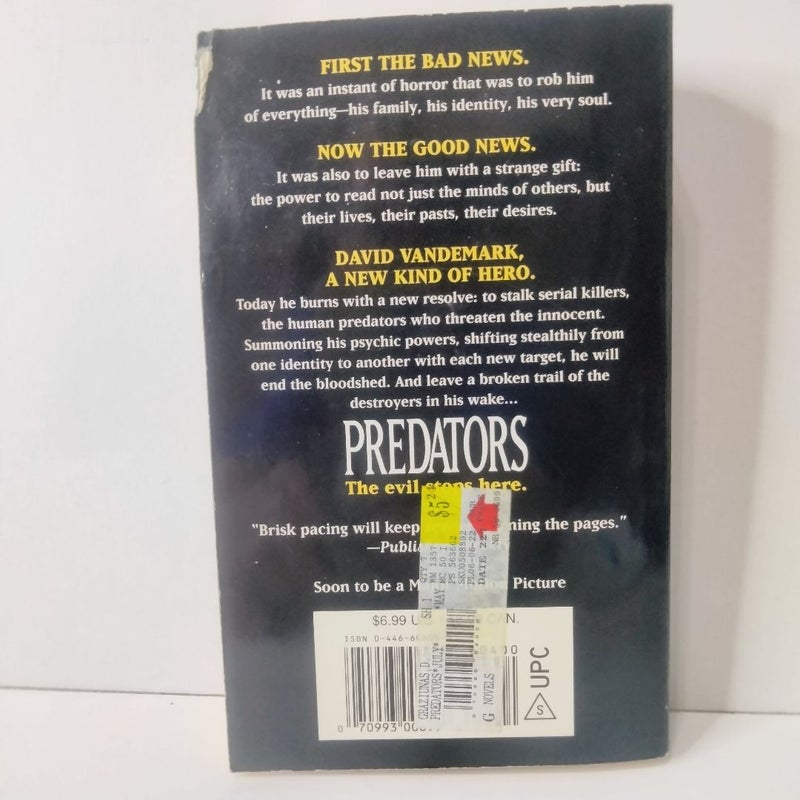 FIRST THE BAD NEWS.
It was an instant of horror that was to rob him
of everything—his family, his identity, his very soul.
NOW THE GOOD NEWS.
It was also to leave him with a strange gift:
the power to read not just the minds of others, but
their lives, their pasts, their desires.
DAVID VANDEMARK,
A NEW KIND OF HERO.
Today he burns with a new resolve: to stalk serial killers,
the human predators who threaten the innocent.
Summoning his psychic powers, shifting stealthily from
one identity to another with each new target, he will
end the bloodshed. And leave a broken trail of the
destroyers in his wake...
PREDATORS
The evil stops here.
"Brisk pacing will keep ning the pages."
—Publi
Soon to be a M Picture
$6.99 U CAN.
ISBN 0-446-6
UPC
S
0 70993 00
$5
GRAZIUNAS D
PREDATORS*JULY*
G NOVELS